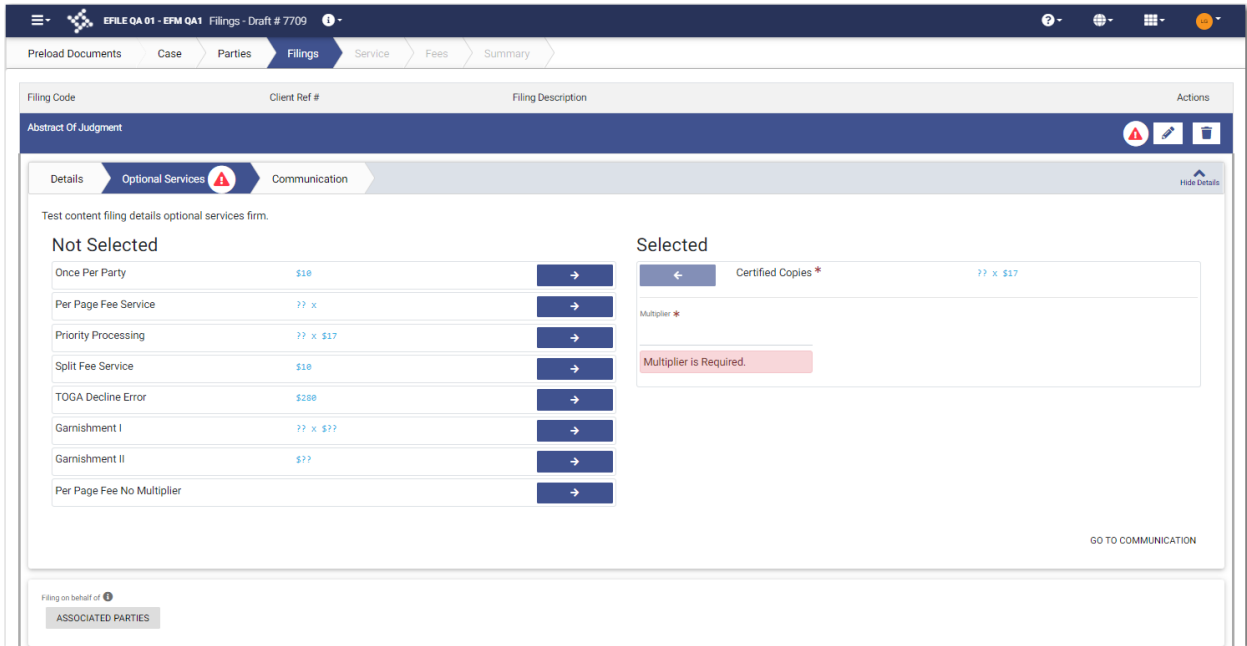 EFILE QA 01 - EFM QA1 Filings - Draft # 7709
LG
Preload Documents Case Parties Filings Service Fees Summary
Filing Code Client Ref # Filing Description Actions
Abstract Of Judgment
Details Optional Services Communication
Hide Details
Test content filing details optional services firm.
Not Selected
Once Per Party $10
Per Page Fee Service ?? x
Priority Processing ?? x $17
Split Fee Service $10
TOGA Decline Error $280
Garnishment I ?? x $??
Garnishment II $??
Per Page Fee No Multiplier
Selected
Certified Copies * ?? x $17
Multiplier *
Multiplier is Required.
GO TO COMMUNICATION
Filing on behalf of
ASSOCIATED PARTIES